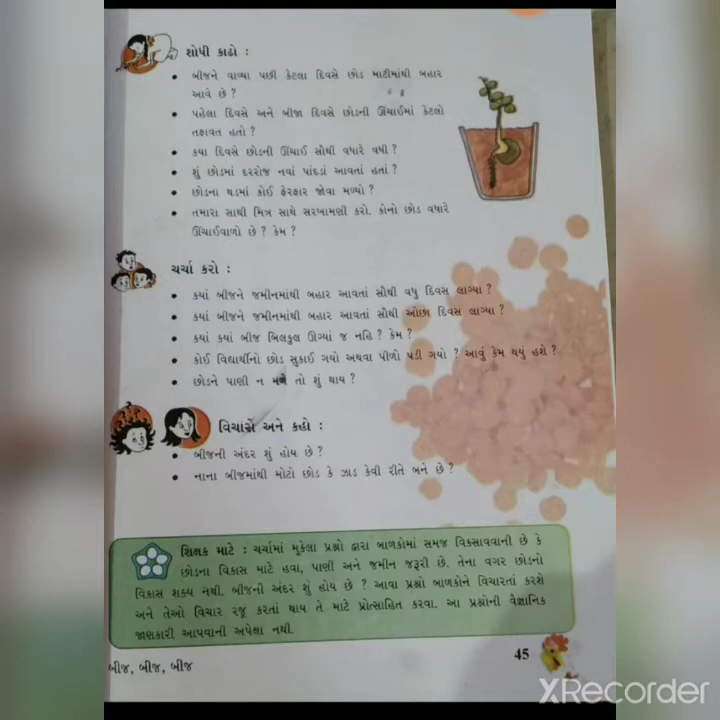 શોધી કાઢો :
• બીજને વાવ્યા પછી કેટલા દિવસે છોડ માટીમાંથી બહાર
આવે છે ?
• પહેલા દિવસે અને બીજા દિવસે છોડની ઊંચાઈમાં કેટલો
તફાવત હતો ?
• કયા દિવસે છોડની ઊંચાઈ સૌથી વધારે વધી ?
• શું છોડમાં દરરોજ નવાં પાંદડાં આવતાં હતાં ?
• છોડના થડમાં કોઈ ફેરફાર જોવા મળ્યો ?
• તમારા સાથી મિત્ર સાથે સરખામણી કરો. કોનો છોડ વધારે
ઊંચાઈવાળો છે ? કેમ ?
ચર્ચા કરો :
• કયાં બીજને જમીનમાંથી બહાર આવતાં સૌથી વધુ દિવસ લાગ્યા ?
• કયાં બીજને જમીનમાંથી બહાર આવતાં સૌથી ઓછા દિવસ લાગ્યા ?
• કયાં કયાં બીજ બિલકુલ ઊગ્યાં જ નહિ ? કેમ ?
• કોઈ વિદ્યાર્થીનો છોડ સુકાઈ ગયો અથવા પીળો પડી ગયો ? આવું કેમ થયું હશે ?
• છોડને પાણી ન મળે તો શું થાય ?
વિચારો અને કહો :
• બીજની અંદર શું હોય છે ?
• નાના બીજમાંથી મોટો છોડ કે ઝાડ કેવી રીતે બને છે ?
શિક્ષક માટે : ચર્ચામાં મૂકેલા પ્રશ્નો દ્વારા બાળકોમાં સમજ વિકસાવવાની છે કે
છોડના વિકાસ માટે હવા, પાણી અને જમીન જરૂરી છે. તેના વગર છોડનો
વિકાસ શક્ય નથી. બીજની અંદર શું હોય છે ? આવા પ્રશ્નો બાળકોને વિચારતાં કરશે
અને તેઓ વિચાર રજૂ કરતાં થાય તે માટે પ્રોત્સાહિત કરવા. આ પ્રશ્નોની વૈજ્ઞાનિક
જાણકારી આપવાની અપેક્ષા નથી.
45
બીજ, બીજ, બીજ
XRecorder